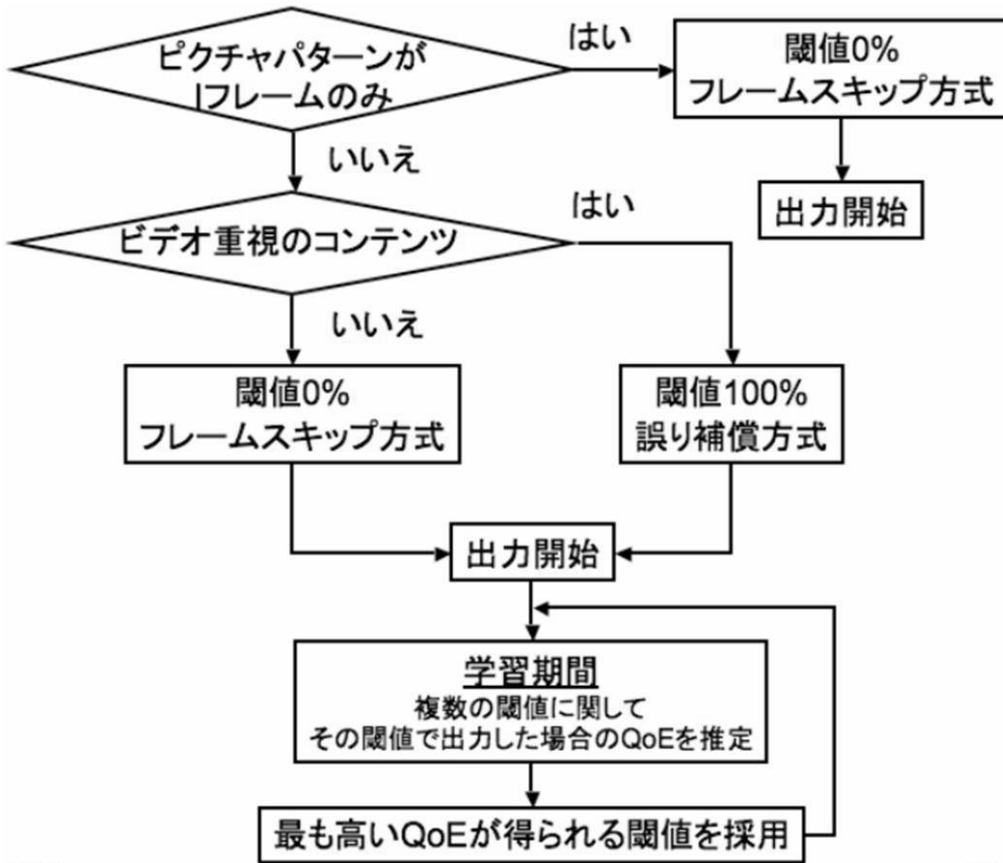 ピクチャパターンが
Iフレームのみ
はい
閾値0%
フレームスキップ方式
出力開始
いいえ
ビデオ重視のコンテンツ
はい
いいえ
閾値0%
フレームスキップ方式
閾値100%
誤り補償方式
出力開始
学習期間
複数の閾値に関して
その閾値で出力した場合のQoEを推定
最も高いQoEが得られる閾値を採用